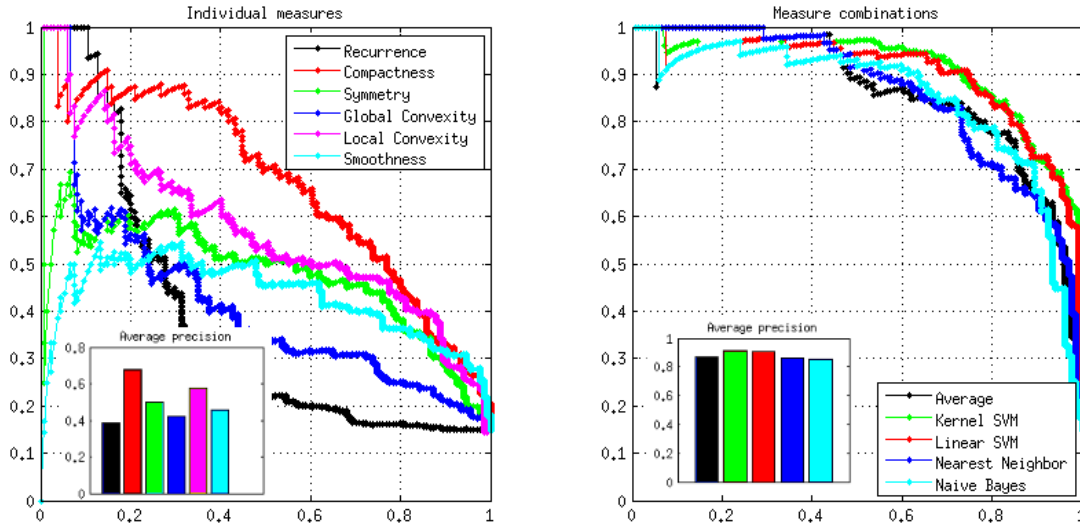 Individual measures
1
0.9
0.8
0.7
0.6
0.5
0.4
0.3
0.2
0.1
0
0 0.2 0.4 0.6 0.8 1
Recurrence
Compactness
Symmetry
Global Convexity
Local Convexity
Smoothness
Average precision
0.8
0.6
0.4
0.2
0
Measure combinations
1
0.9
0.8
0.7
0.6
0.5
0.4
0.3
0.2
0.1
0
0 0.2 0.4 0.6 0.8 1
Average precision
1
0.8
0.6
0.4
0.2
0
Average
Kernel SVM
Linear SVM
Nearest Neighbor
Naive Bayes